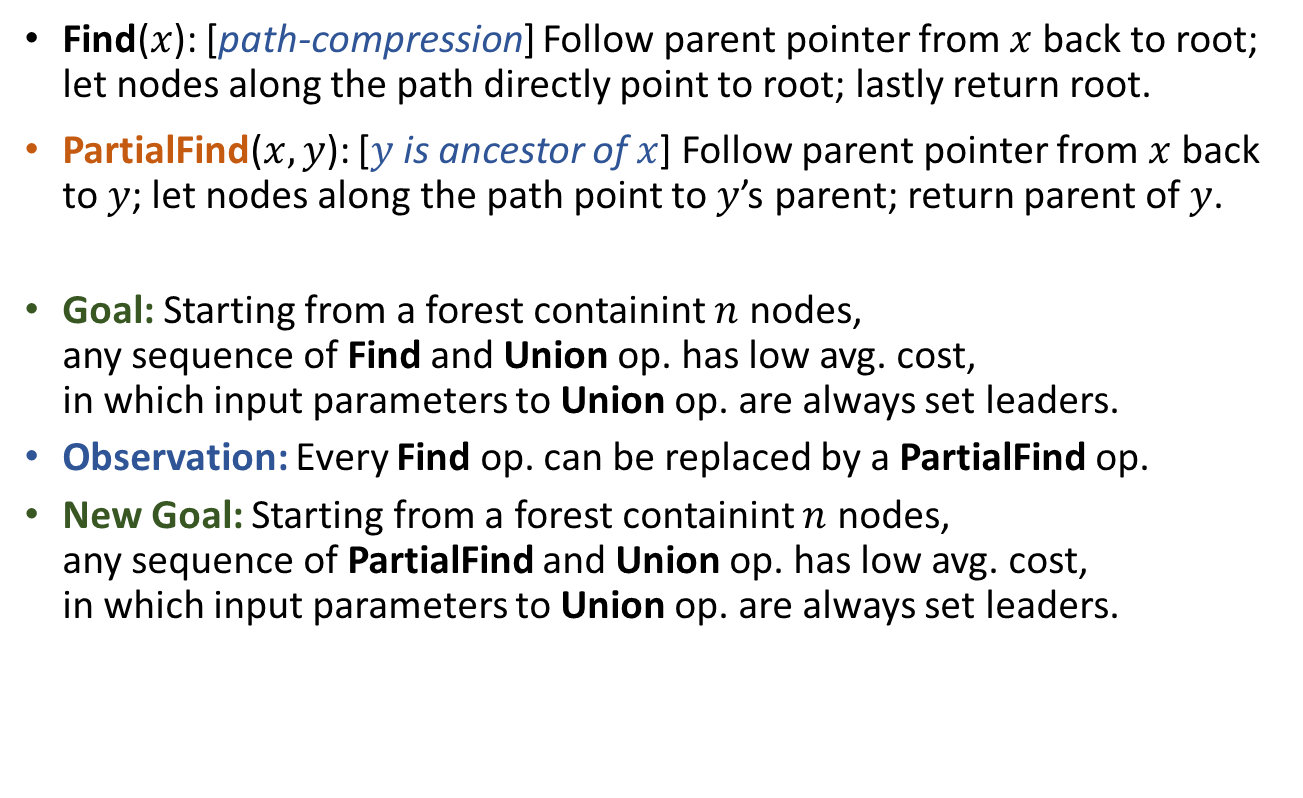 • Find(x): [path-compression] Follow parent pointer from x back to root;
let nodes along the path directly point to root; lastly return root.
• PartialFind(x, y): [y is ancestor of x] Follow parent pointer from x back
to y; let nodes along the path point to y’s parent; return parent of y.
• Goal: Starting from a forest containint n nodes,
any sequence of Find and Union op. has low avg. cost,
in which input parameters to Union op. are always set leaders.
• Observation: Every Find op. can be replaced by a PartialFind op.
• New Goal: Starting from a forest containint n nodes,
any sequence of PartialFind and Union op. has low avg. cost,
in which input parameters to Union op. are always set leaders.